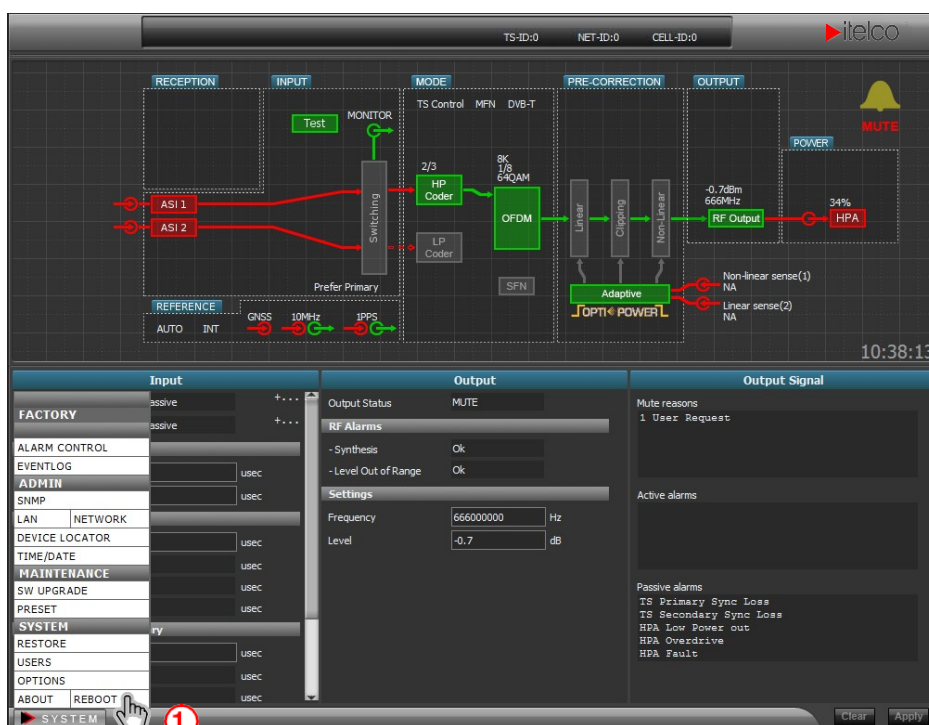 TS-ID:0 NET-ID:0 CELL-ID:0
itelco
RECEPTION
INPUT
MODE
PRE-CORRECTION
OUTPUT
TS Control MFN DVB-T
MONITOR
Test
MUTE
POWER
2/3
8K
1/8
64QAM
HP
Coder
ASI 1
ASI 2
Switching
OFDM
LP
Coder
SFN
Linear
Clipping
Non-Linear
-0.7dBm
666MHz
RF Output
34%
HPA
Prefer Primary
Adaptive
OPTI POWER
Non-linear sense(1)
NA
Linear sense(2)
NA
REFERENCE
AUTO INT
GNSS 10MHz 1PPS
10:38:13
Input
assive +...
assive +...
usec
usec
usec
usec
usec
usec
ry
usec
usec
usec
FACTORY
ALARM CONTROL
EVENTLOG
ADMIN
SNMP
LAN NETWORK
DEVICE LOCATOR
TIME/DATE
MAINTENANCE
SW UPGRADE
PRESET
SYSTEM
RESTORE
USERS
OPTIONS
ABOUT REBOOT
SYSTEM
1
Output
Output Status MUTE
RF Alarms
- Synthesis Ok
- Level Out of Range Ok
Settings
Frequency 666000000 Hz
Level -0.7 dB
Output Signal
Mute reasons
1 User Request
Active alarms
Passive alarms
TS Primary Sync Loss
TS Secondary Sync Loss
HPA Low Power out
HPA Overdrive
HPA Fault
Clear Apply